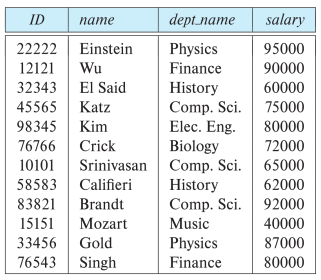 ID name dept_name salary
22222 Einstein Physics 95000
12121 Wu Finance 90000
32343 El Said History 60000
45565 Katz Comp. Sci. 75000
98345 Kim Elec. Eng. 80000
76766 Crick Biology 72000
10101 Srinivasan Comp. Sci. 65000
58583 Califieri History 62000
83821 Brandt Comp. Sci. 92000
15151 Mozart Music 40000
33456 Gold Physics 87000
76543 Singh Finance 80000